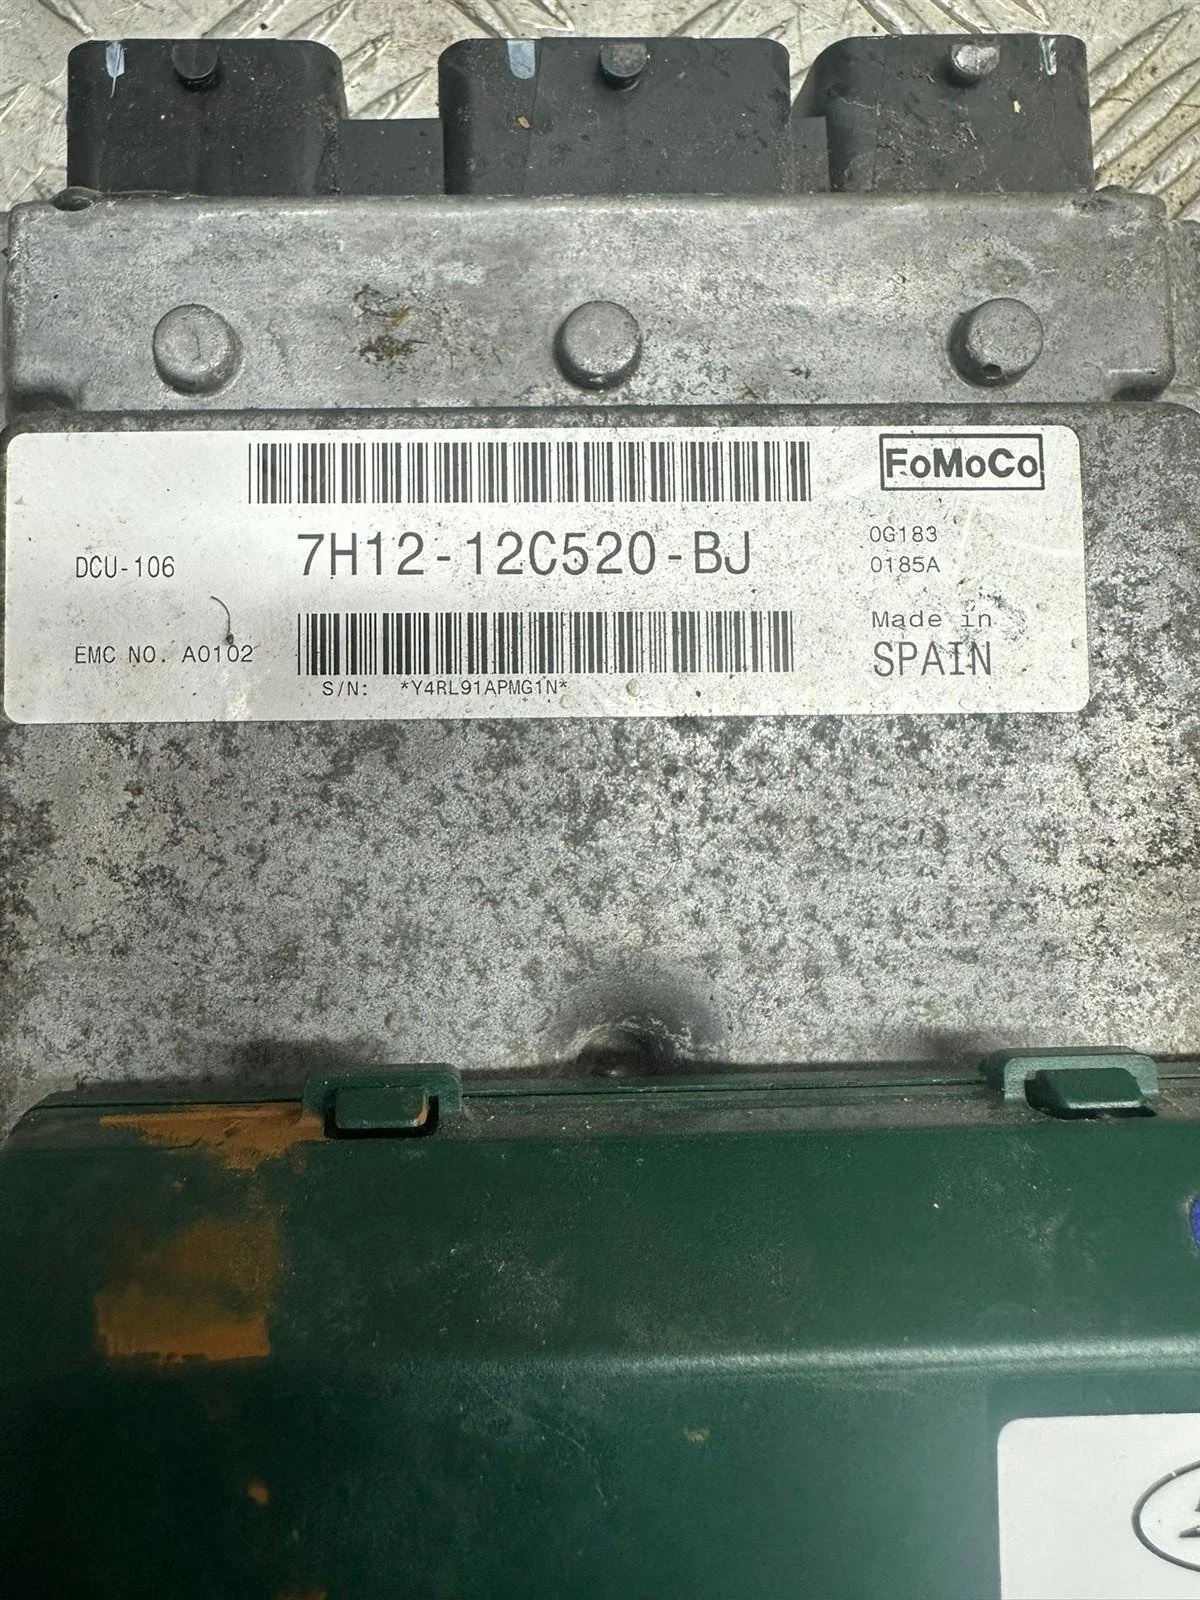 FoMoCo
7H12-12C520-BJ
DCU-106
0G183
0185A
EMC NO. A0102
S/N: *Y4RL91APMG1N*
Made in
SPAIN